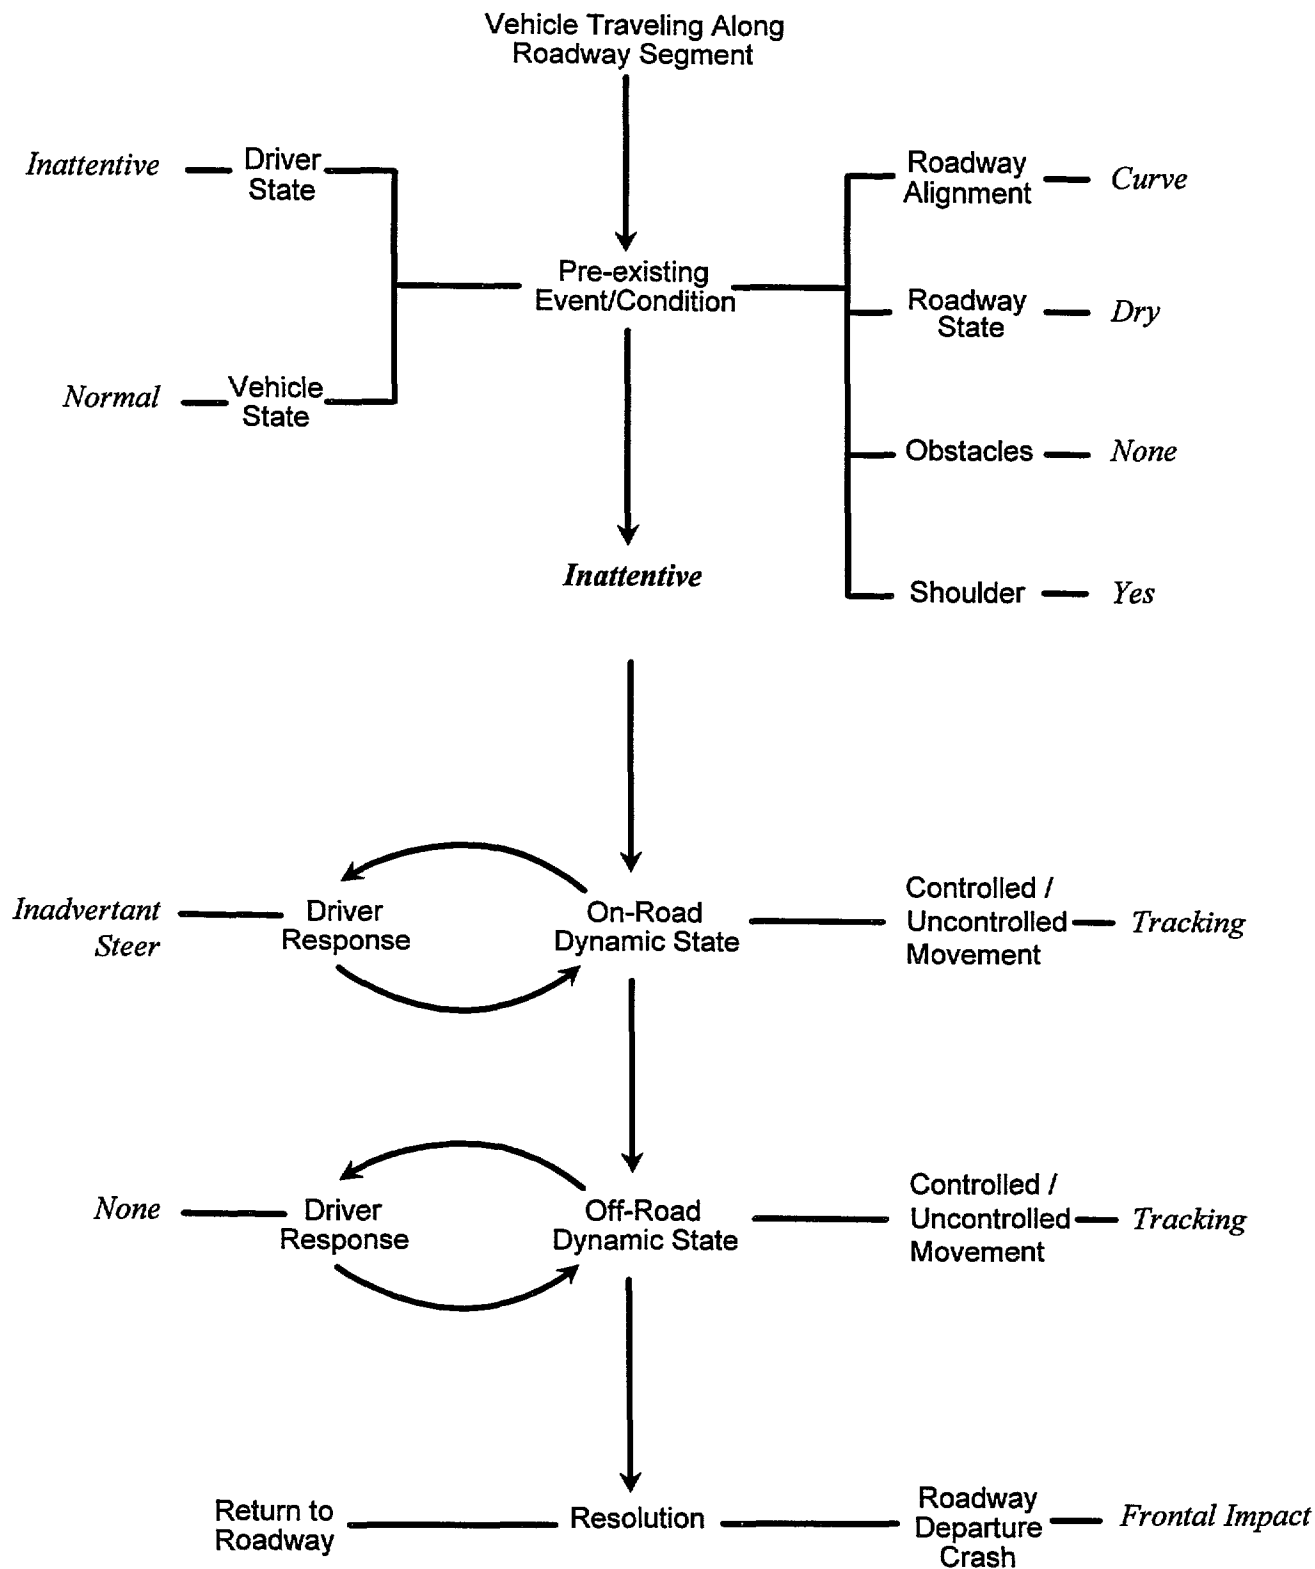 Vehicle Traveling Along
Roadway Segment
Inattentive
Driver
State
Roadway
Alignment
Curve
Pre-existing
Event/Condition
Roadway
State
Dry
Normal
Vehicle
State
Obstacles
None
Inattentive
Shoulder
Yes
Inadvertant
Steer
Driver
Response
On-Road
Dynamic State
Controlled /
Uncontrolled
Movement
Tracking
None
Driver
Response
Off-Road
Dynamic State
Controlled /
Uncontrolled
Movement
Tracking
Return to
Roadway
Resolution
Roadway
Departure
Crash
Frontal Impact